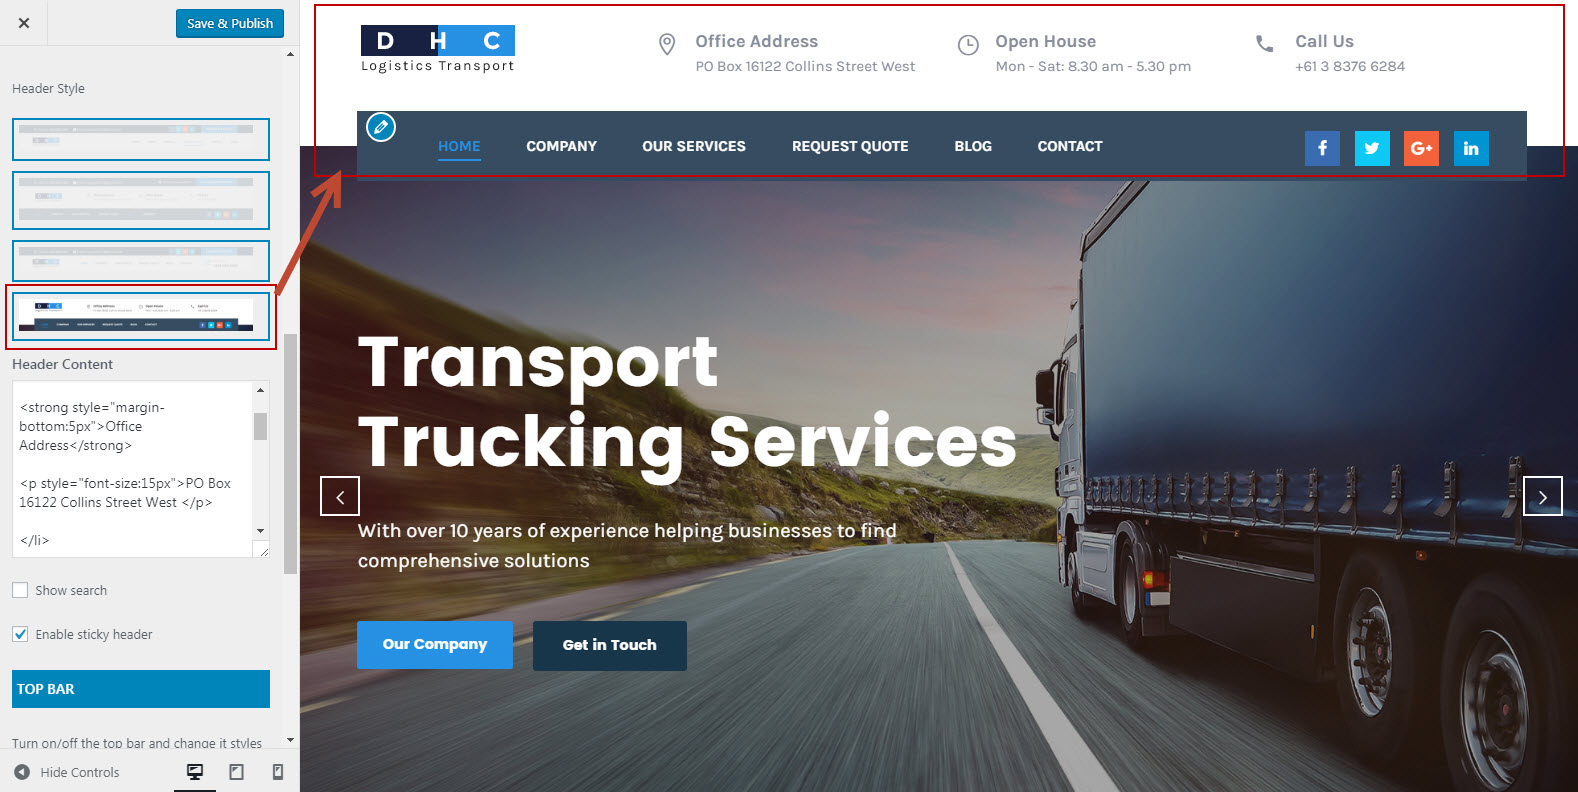 Save & Publish
Header Style
Header Content
<strong style="margin-
bottom:5px">Office
Address</strong>
<p style="font-size:15px">PO Box
16122 Collins Street West </p>
</li>
Show search
Enable sticky header
TOP BAR
Turn on/off the top bar and change it styles
Hide Controls
D H C
Logistics Transport
Office Address
PO Box 16122 Collins Street West
Open House
Mon - Sat: 8.30 am - 5.30 pm
Call Us
+61 3 8376 6284
HOME COMPANY OUR SERVICES REQUEST QUOTE BLOG CONTACT
Transport
Trucking Services
With over 10 years of experience helping businesses to find
comprehensive solutions
Our Company
Get in Touch